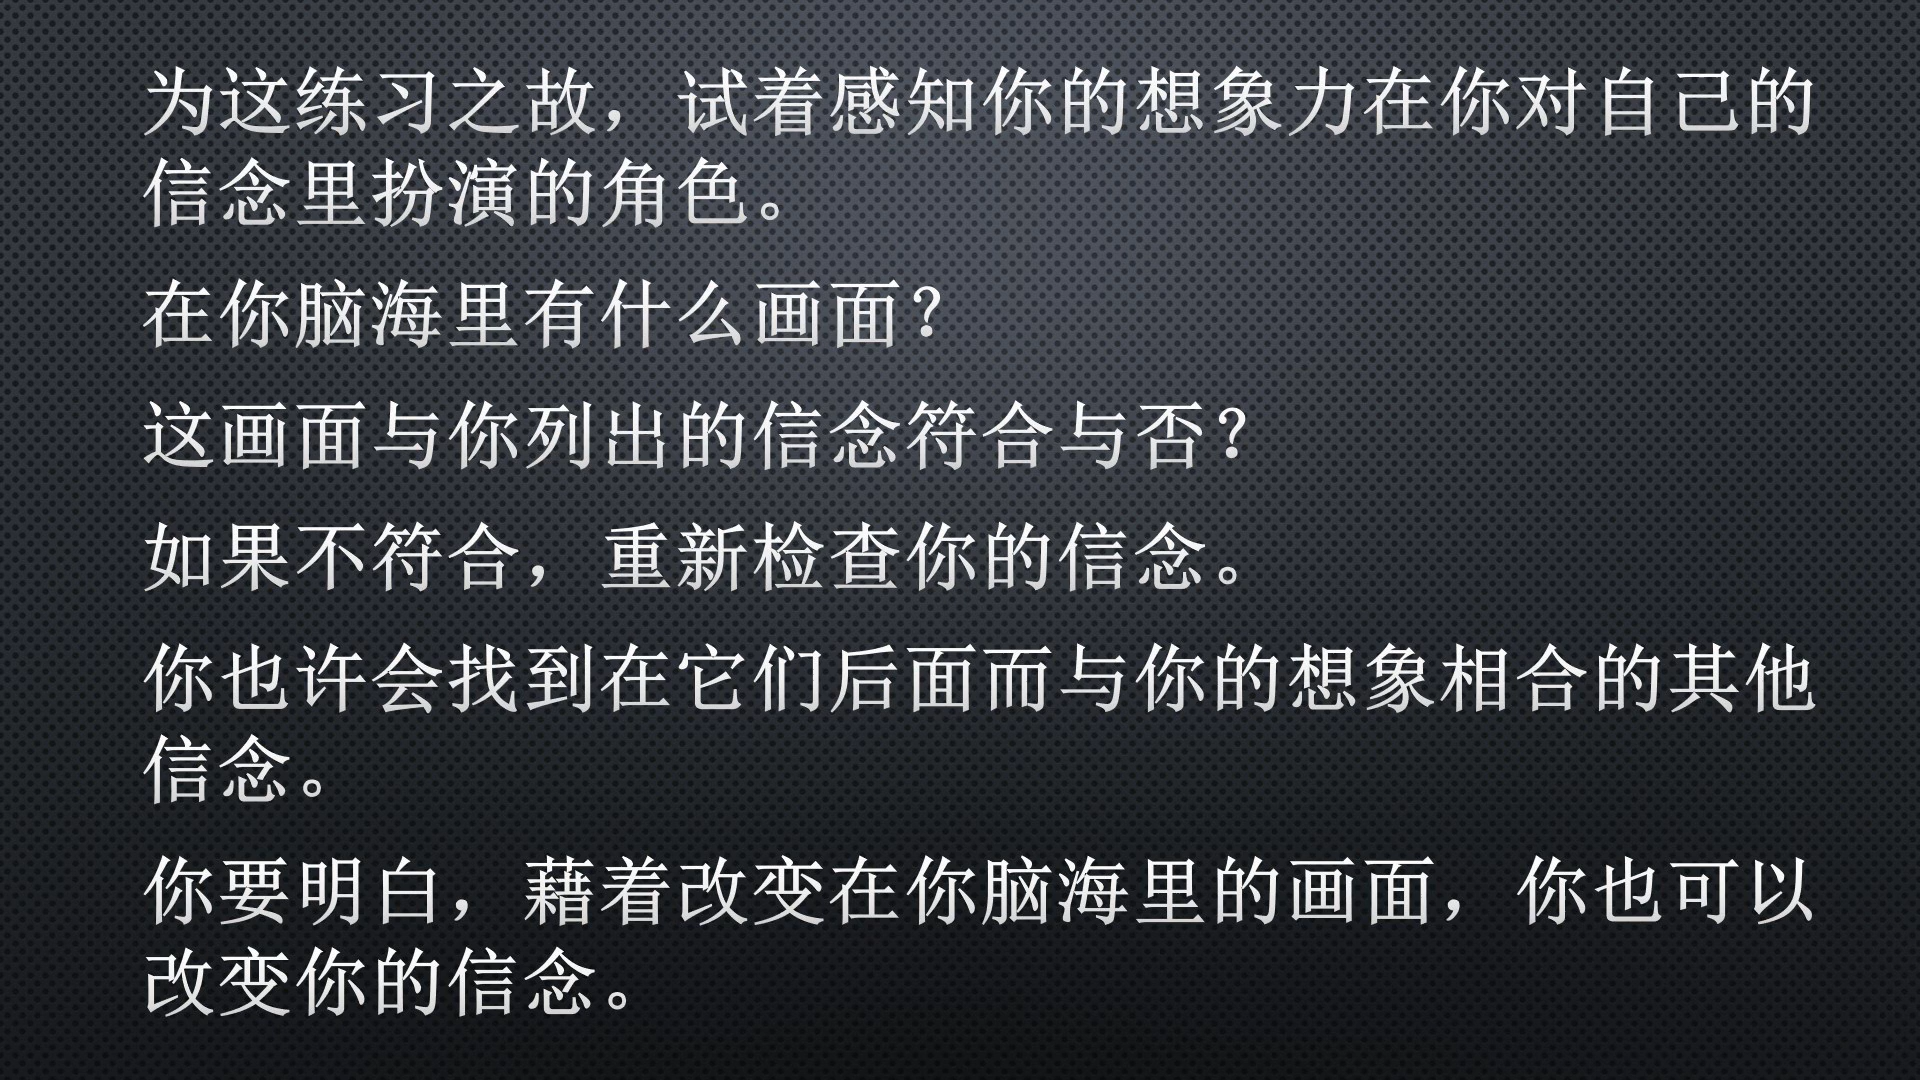 为这练习之故，试着感知你的想象力在你对自己的
信念里扮演的角色。
在你脑海里有什么画面？
这画面与你列出的信念符合与否？
如果不符合，重新检查你的信念。
你也许会找到在它们后面而与你的想象相合的其他
信念。
你要明白，藉着改变在你脑海里的画面，你也可以
改变你的信念。